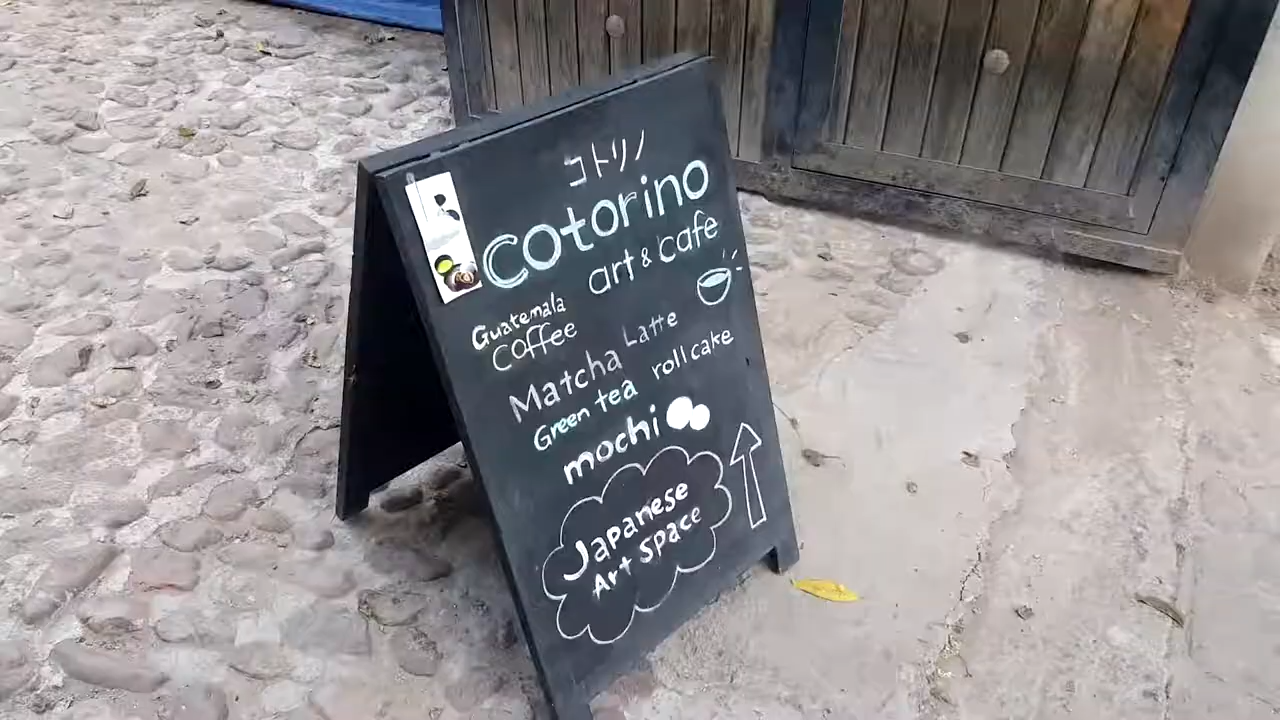 コトリノ
cotorino
art & cafe
Guatemala
Coffee
Matcha Latte
Green tea roll cake
mochi
Japanese
Art Space